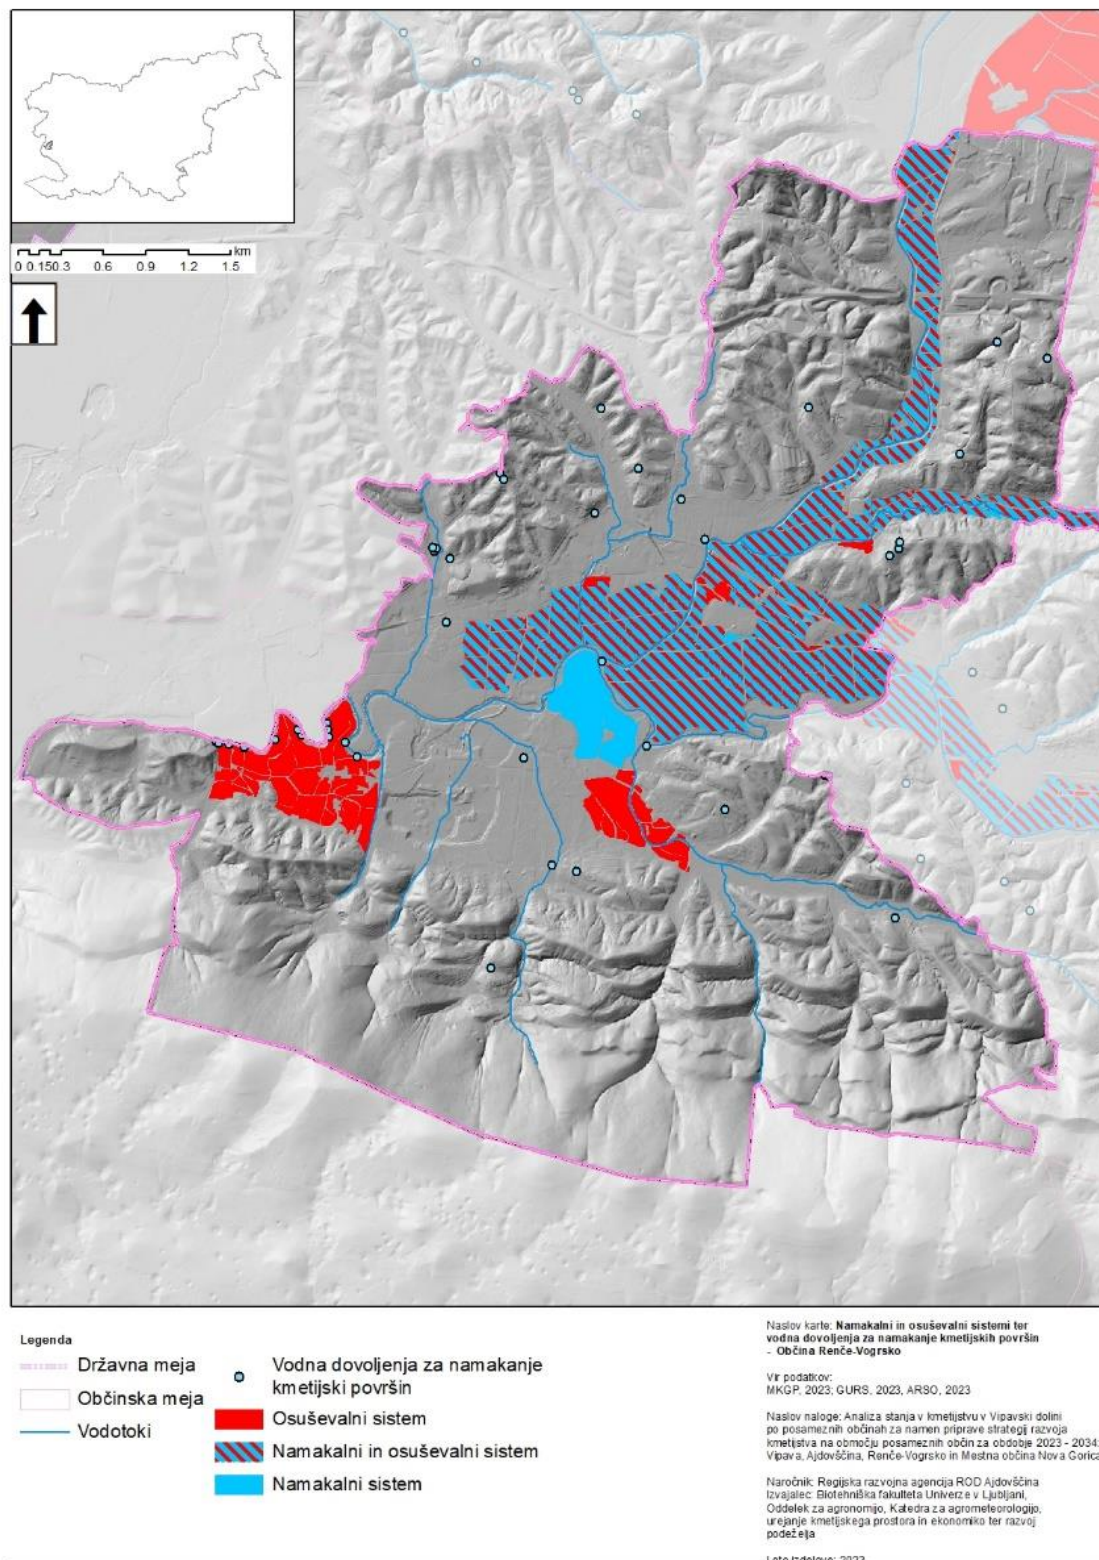 km
0 0.150.3 0.6 0.9 1.2 1.5
Legenda
Državna meja
Občinska meja
Vodotoki
Vodna dovoljenja za namakanje
kmetijski površin
Osuševalni sistem
Namakalni in osuševalni sistem
Namakalni sistem
Naslov karte: Namakalni in osuševalni sistemi ter
vodna dovoljenja za namakanje kmetijskih površin
- Občina Renče-Vogrsko
Vir podatkov:
MKGP, 2023; GURS, 2023, ARSO, 2023
Naslov naloge: Analiza stanja v kmetijstvu v Vipavski dolini
po posameznih občinah za namen priprave strategij razvoja
kmetijstva na območju posameznih občin za obdobje 2023 - 2034:
Vipava, Ajdovščina, Renče-Vogrsko in Mestna občina Nova Gorica
Naročnik: Regijska razvojna agencija ROD Ajdovščina
Izvajalec: Biotehniška fakulteta Univerze v Ljubljani,
Oddelek za agronomijo, Katedra za agrometeorologijo,
urejanje kmetijskega prostora in ekonomiko ter razvoj
podeželja
Leto izdelave: 2023